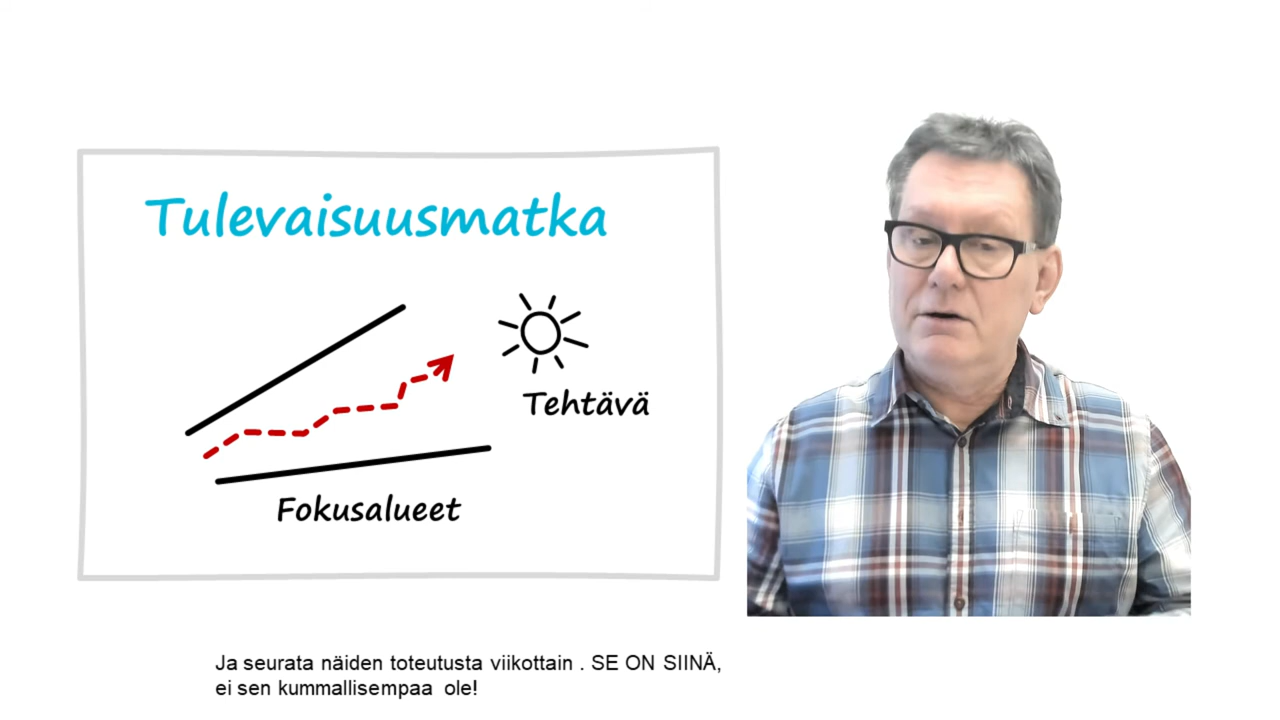 Tulevaisuusmatka
Tehtävä
Fokusalueet
Ja seurata näiden toteutusta viikottain . SE ON SIINÄ,
ei sen kummallisempaa ole!